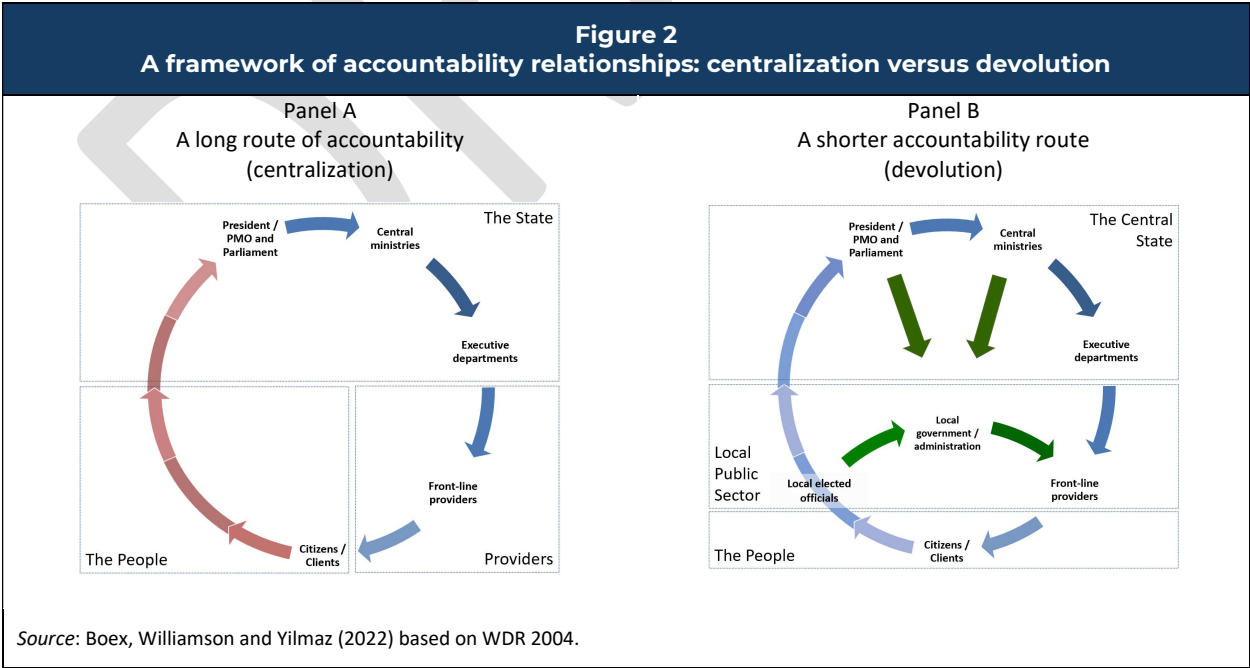 Figure 2
A framework of accountability relationships: centralization versus devolution
Panel A
A long route of accountability
(centralization)
The State
President /
PMO and
Parliament
Central
ministries
Executive
departments
Front-line
providers
Citizens /
Clients
The People
Providers
Panel B
A shorter accountability route
(devolution)
The Central
State
President /
PMO and
Parliament
Central
ministries
Executive
departments
Local
government /
administration
Local
Public
Sector
Local elected
officials
Front-line
providers
Citizens /
Clients
The People
Source: Boex, Williamson and Yilmaz (2022) based on WDR 2004.